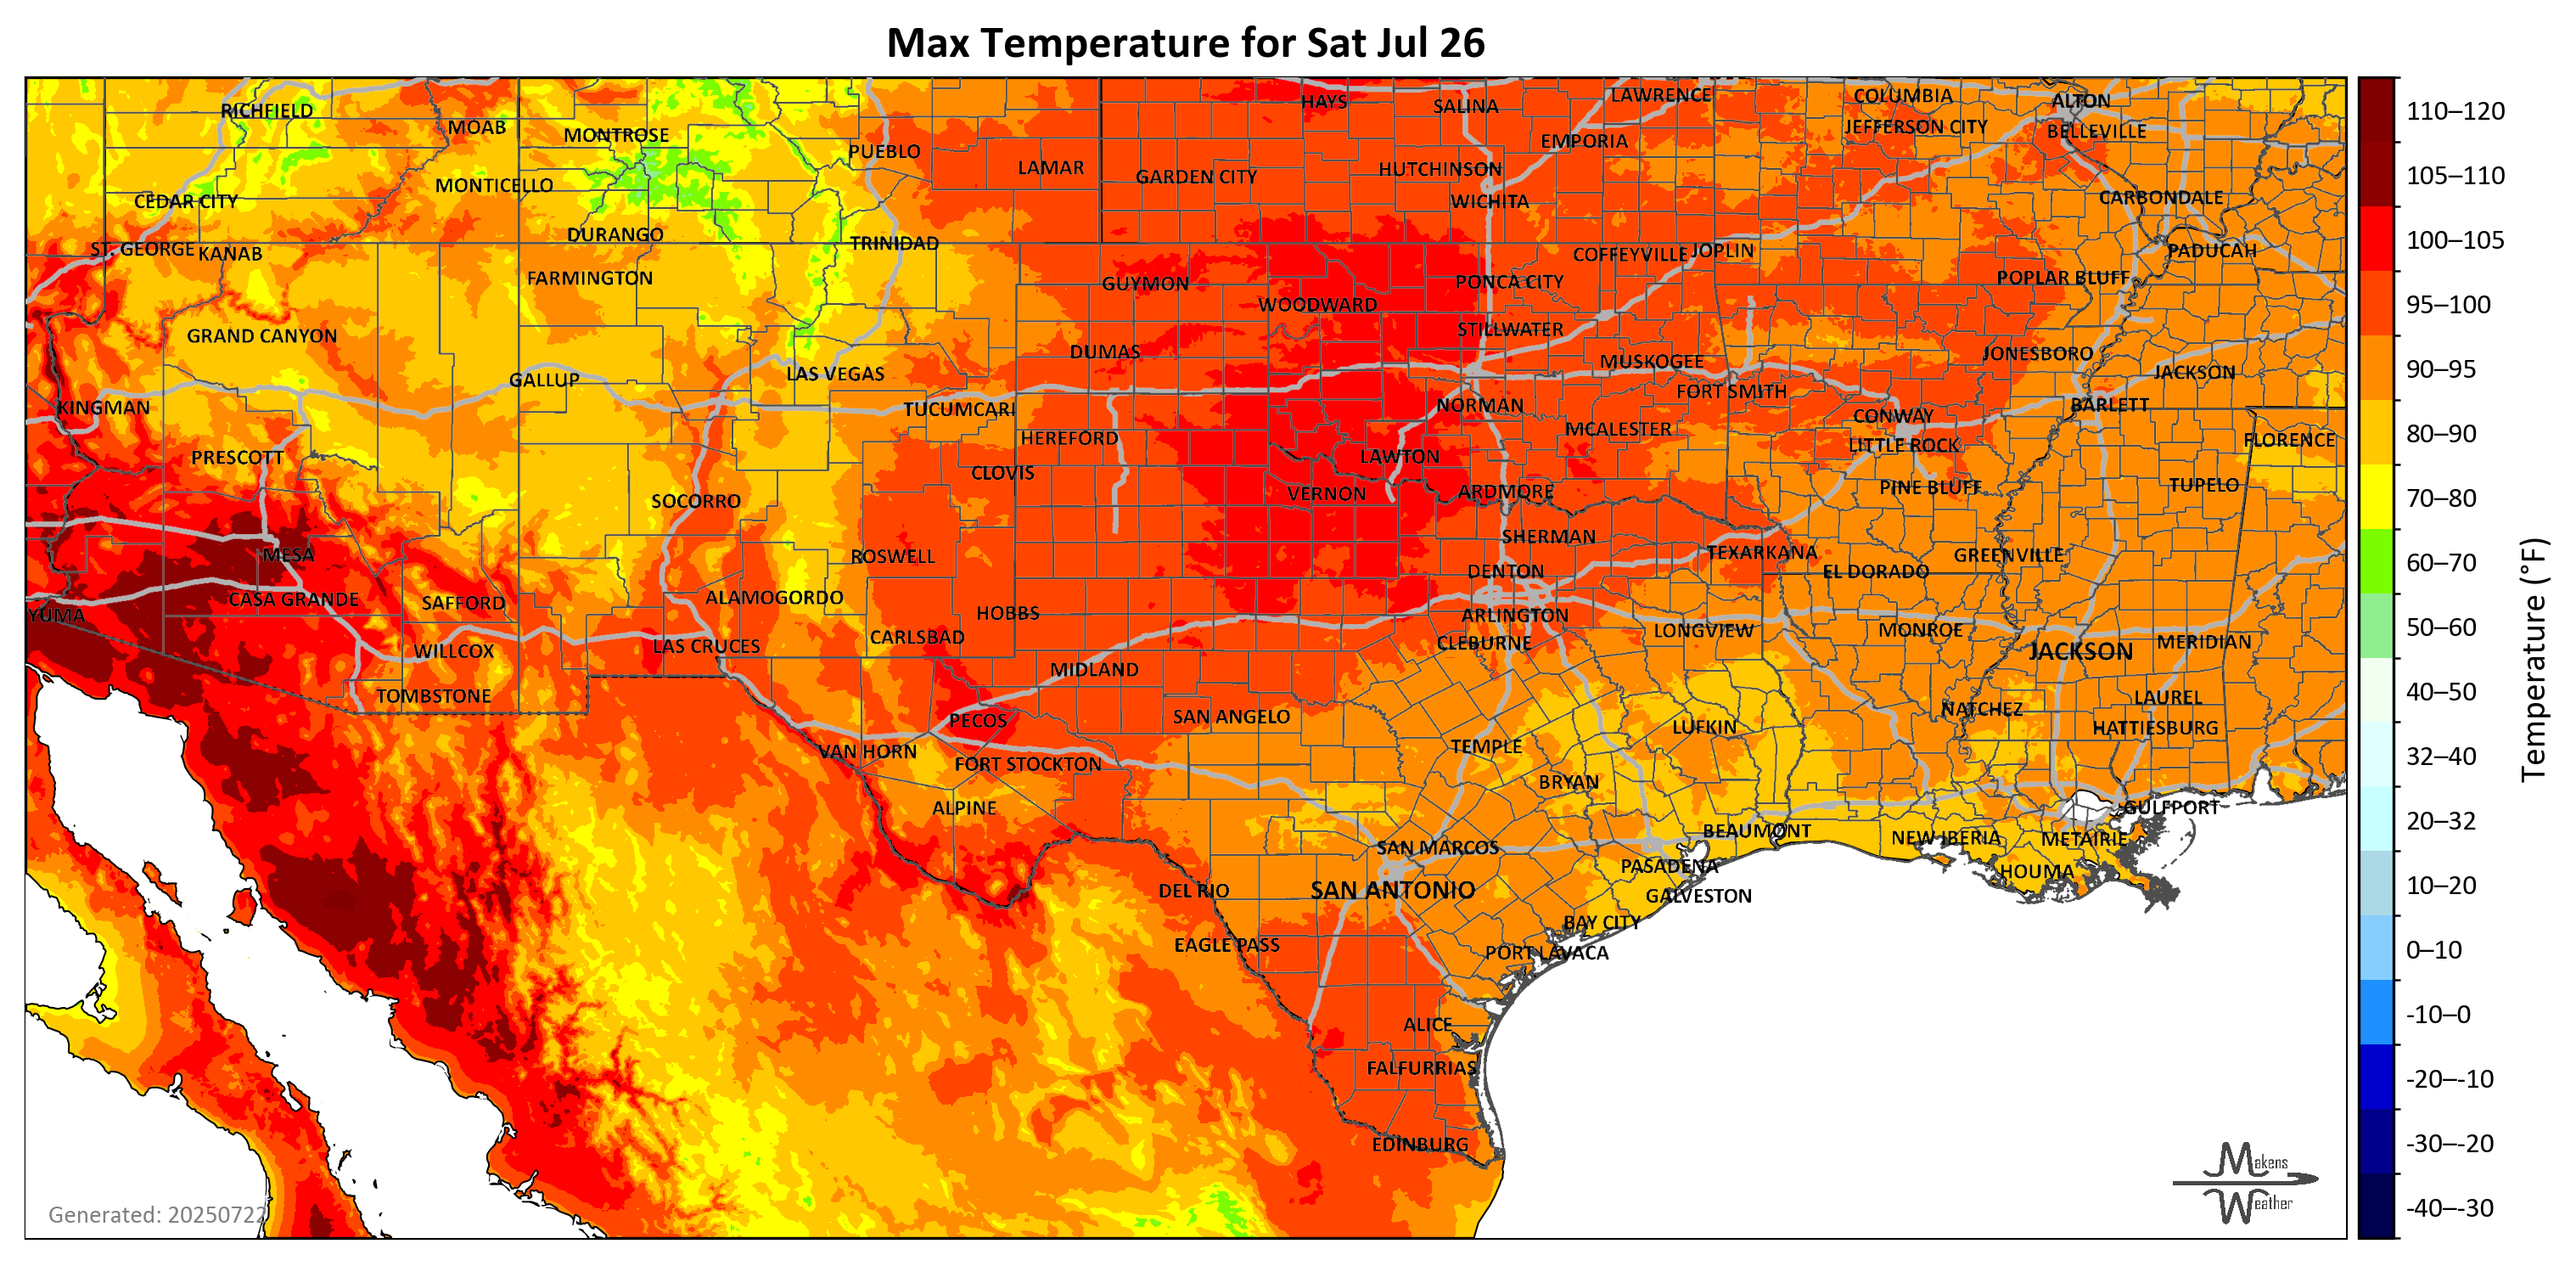 Max Temperature for Sat Jul 26
RICHFIELD
MOAB
MONTROSE
PUEBLO
LAMAR
HAYS
SALINA
LAWRENCE
COLUMBIA
ALTON
EMPORIA
JEFFERSON CITY
BELLEVILLE
GARDEN CITY
HUTCHINSON
CEDAR CITY
MONTICELLO
WICHITA
CARBONDALE
ST. GEORGE
KANAB
DURANGO
TRINIDAD
COFFEYVILLE
JOPLIN
PADUCAH
FARMINGTON
GUYMON
PONCA CITY
POPLAR BLUFF
WOODWARD
GRAND CANYON
STILLWATER
DUMAS
MUSKOGEE
JONESBORO
GALLUP
LAS VEGAS
JACKSON
KINGMAN
TUCUMCARI
NORMAN
FORT SMITH
BARLETT
HEREFORD
MCALESTER
CONWAY
LITTLE ROCK
FLORENCE
PRESCOTT
CLOVIS
LAWTON
SOCORRO
VERNON
ARDMORE
PINE BLUFF
TUPELO
MESA
ROSWELL
SHERMAN
TEXARKANA
GREENVILLE
DENTON
EL DORADO
CASA GRANDE
SAFFORD
ALAMOGORDO
YUMA
HOBBS
ARLINGTON
WILLCOX
LAS CRUCES
CARLSBAD
CLEBURNE
LONGVIEW
MONROE
JACKSON
MERIDIAN
MIDLAND
TOMBSTONE
PECOS
SAN ANGELO
LUFKIN
NATCHEZ
LAUREL
HATTIESBURG
VAN HORN
TEMPLE
FORT STOCKTON
BRYAN
ALPINE
GULFPORT
SAN MARCOS
BEAUMONT
NEW IBERIA
METAIRIE
PASADENA
HOUMA
DEL RIO
SAN ANTONIO
GALVESTON
BAY CITY
EAGLE PASS
PORT LAVACA
ALICE
FALFURRIAS
EDINBURG
Generated: 20250722
Makens
Weather
110–120
105–110
100–105
95–100
90–95
80–90
70–80
60–70
50–60
40–50
32–40
20–32
10–20
0–10
-10–0
-20–-10
-30–-20
-40–-30
Temperature (°F)